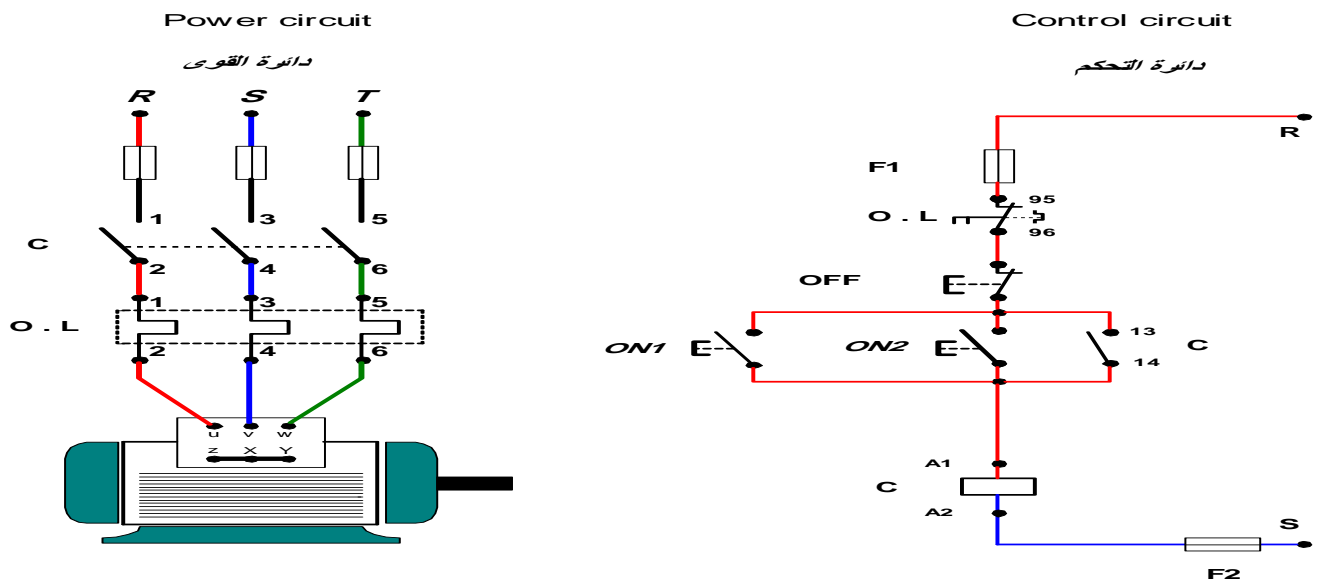 Power circuit
دائرة القوى
R S T
1 3 5
C
2 4 6
1 3 5
O . L
2 4 6
u v w
z X Y
Control circuit
دائرة التحكم
R
F1
95
O . L
96
OFF
ON1
ON2
13
14
C
A1
C
A2
S
F2